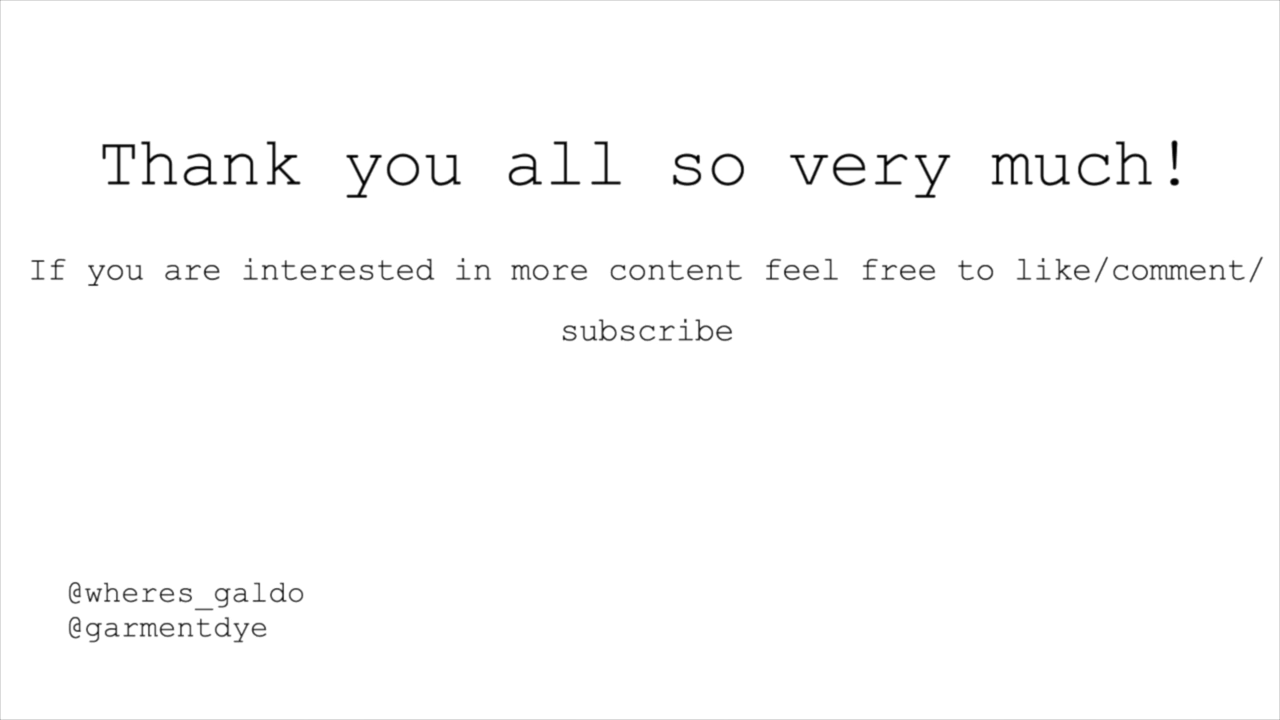 Thank you all so very much!
If you are interested in more content feel free to like/comment/
subscribe
@wheres_galdo
@garmentdye